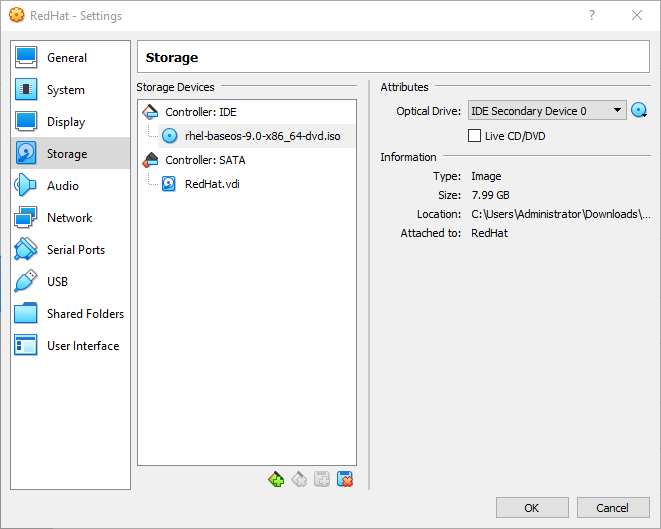 RedHat - Settings
?
General
System
Display
Storage
Audio
Network
Serial Ports
USB
Shared Folders
User Interface
Storage
Storage Devices
Controller: IDE
rhel-baseos-9.0-x86_64-dvd.iso
Controller: SATA
RedHat.vdi
Attributes
Optical Drive: IDE Secondary Device 0
Live CD/DVD
Information
Type: Image
Size: 7.99 GB
Location: C:\Users\Administrator\Downloads\...
Attached to: RedHat
OK Cancel